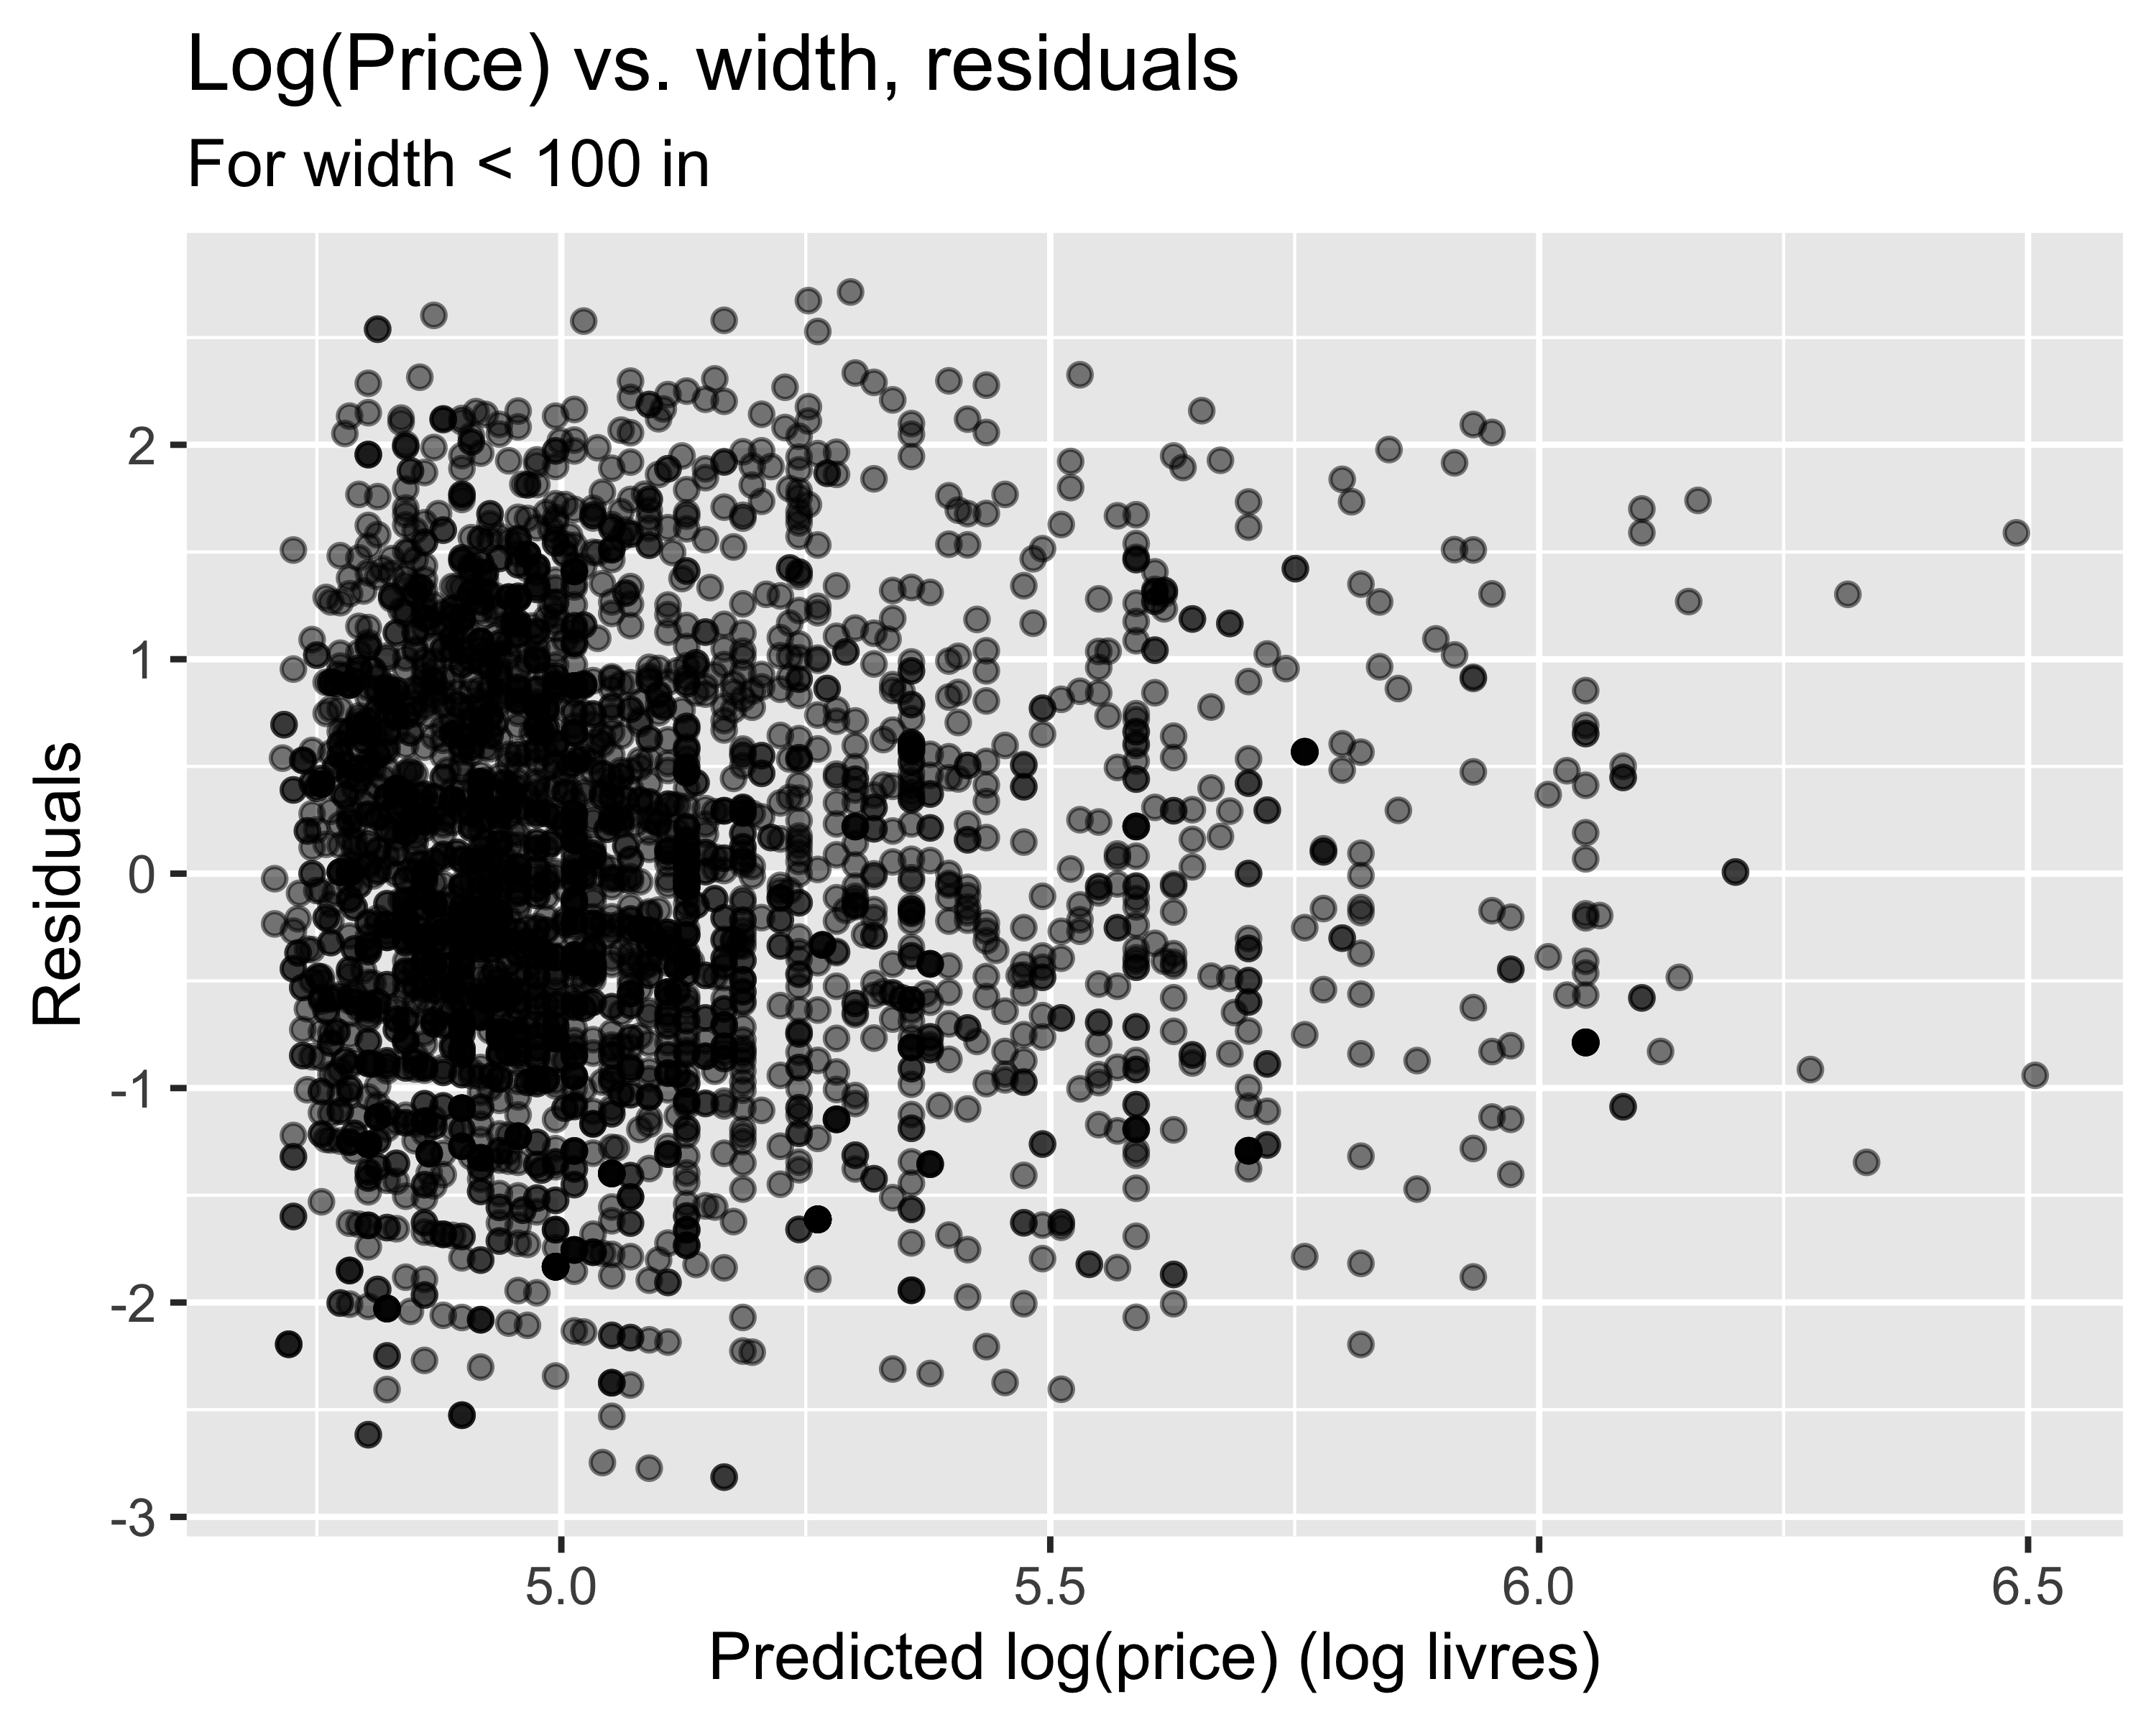 Log(Price) vs. width, residuals
For width < 100 in
Residuals
2
1
0
-1
-2
-3
5.0 5.5 6.0 6.5
Predicted log(price) (log livres)